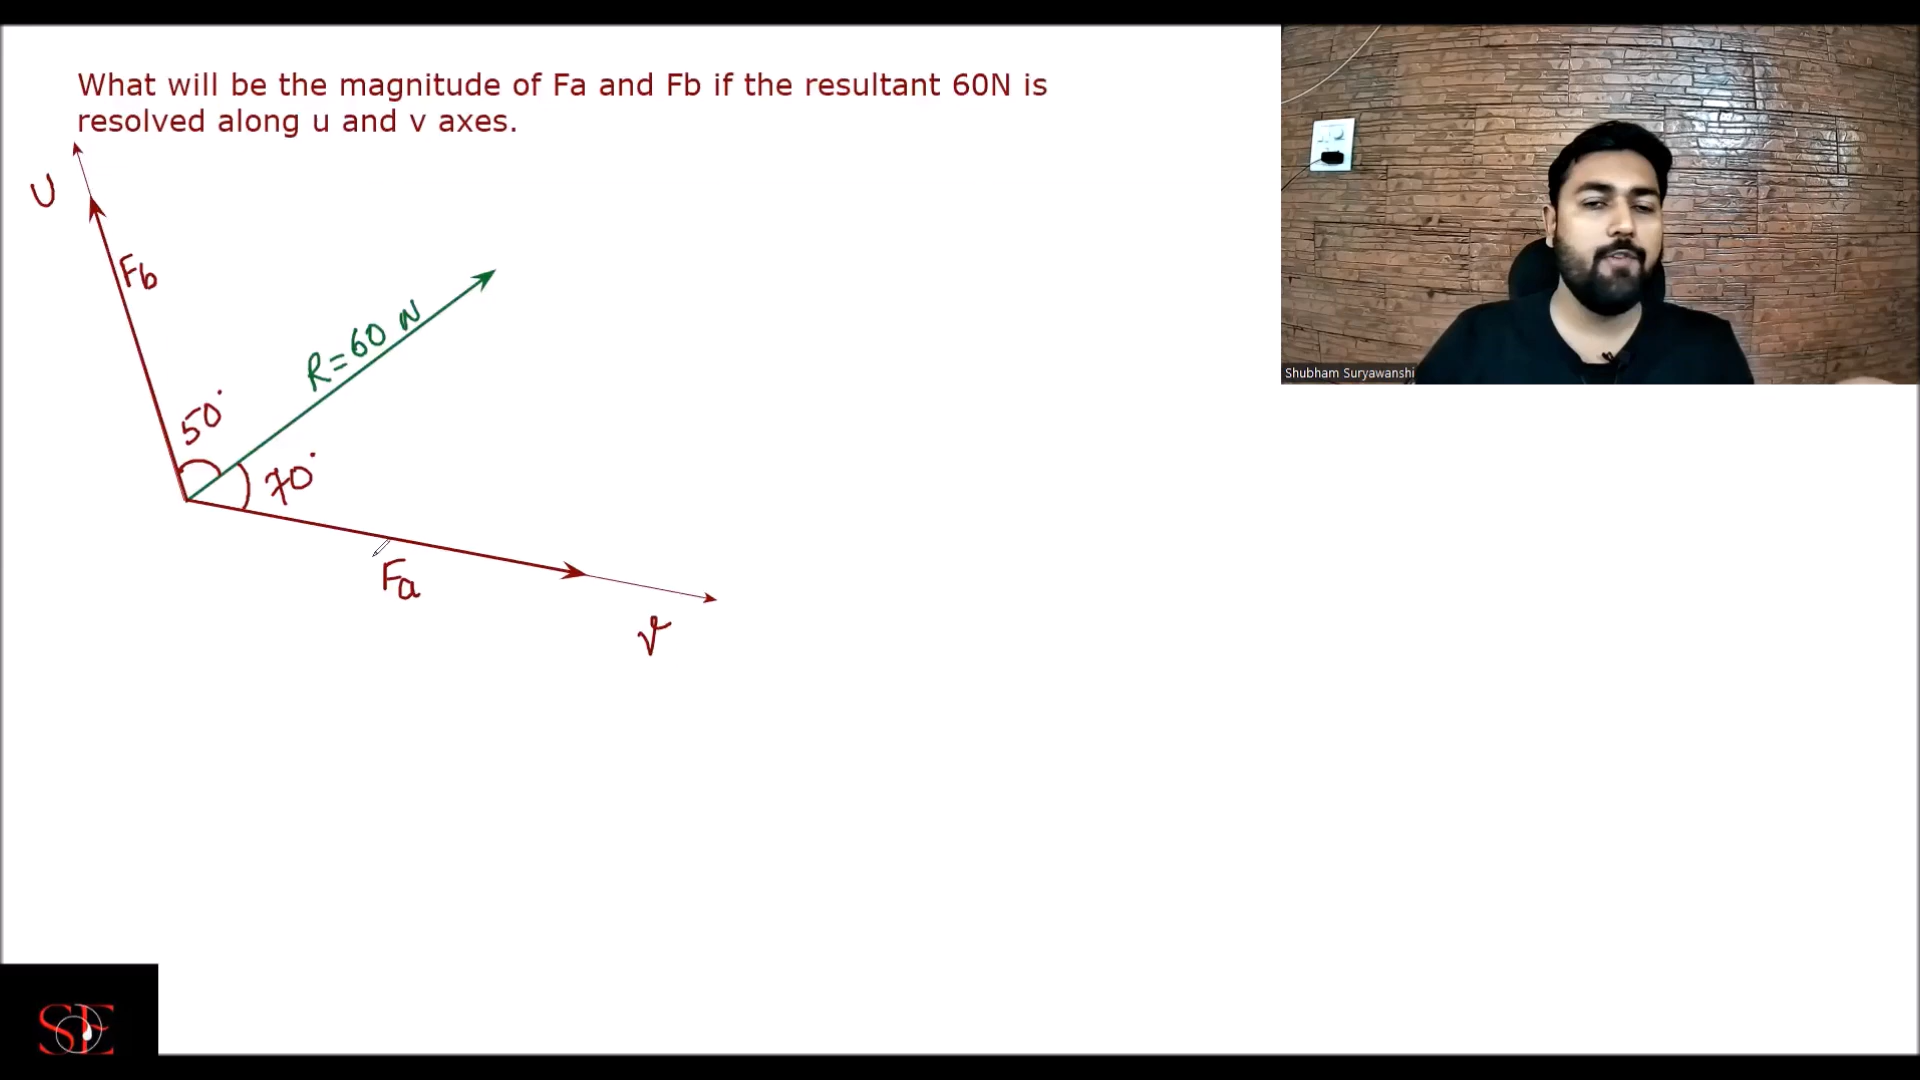 What will be the magnitude of Fa and Fb if the resultant 60N is
resolved along u and v axes.
U
Fb
R=60 N
50°
70°
Fa
v
Shubham Suryawanshi
SE